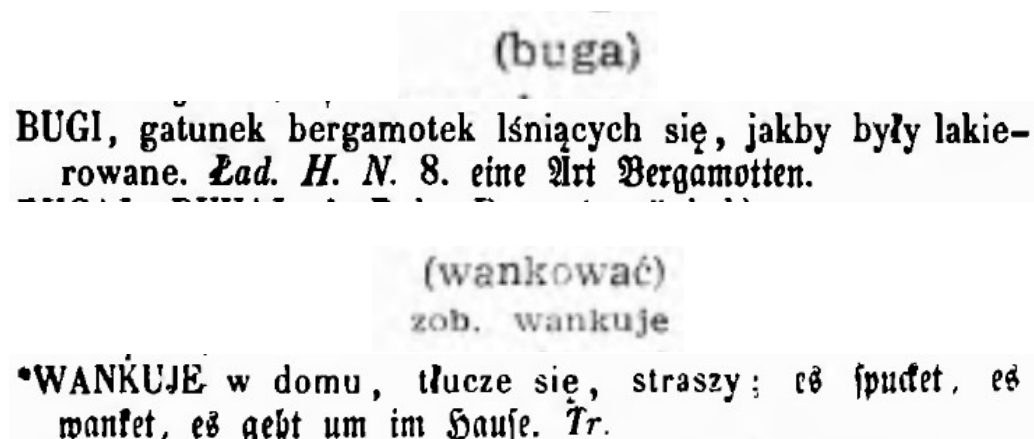 (buga)
BUGI, gatunek bergamotek lśniących się, jakby były lakie-
rowane. Ład. H. N. 8. eine Art Bergamotten.
(wankować)
zob. wankuje
*WANKUJE w domu, tłucze się, straszy; es spucket, es
wanket, es geht um im Hause. Tr.